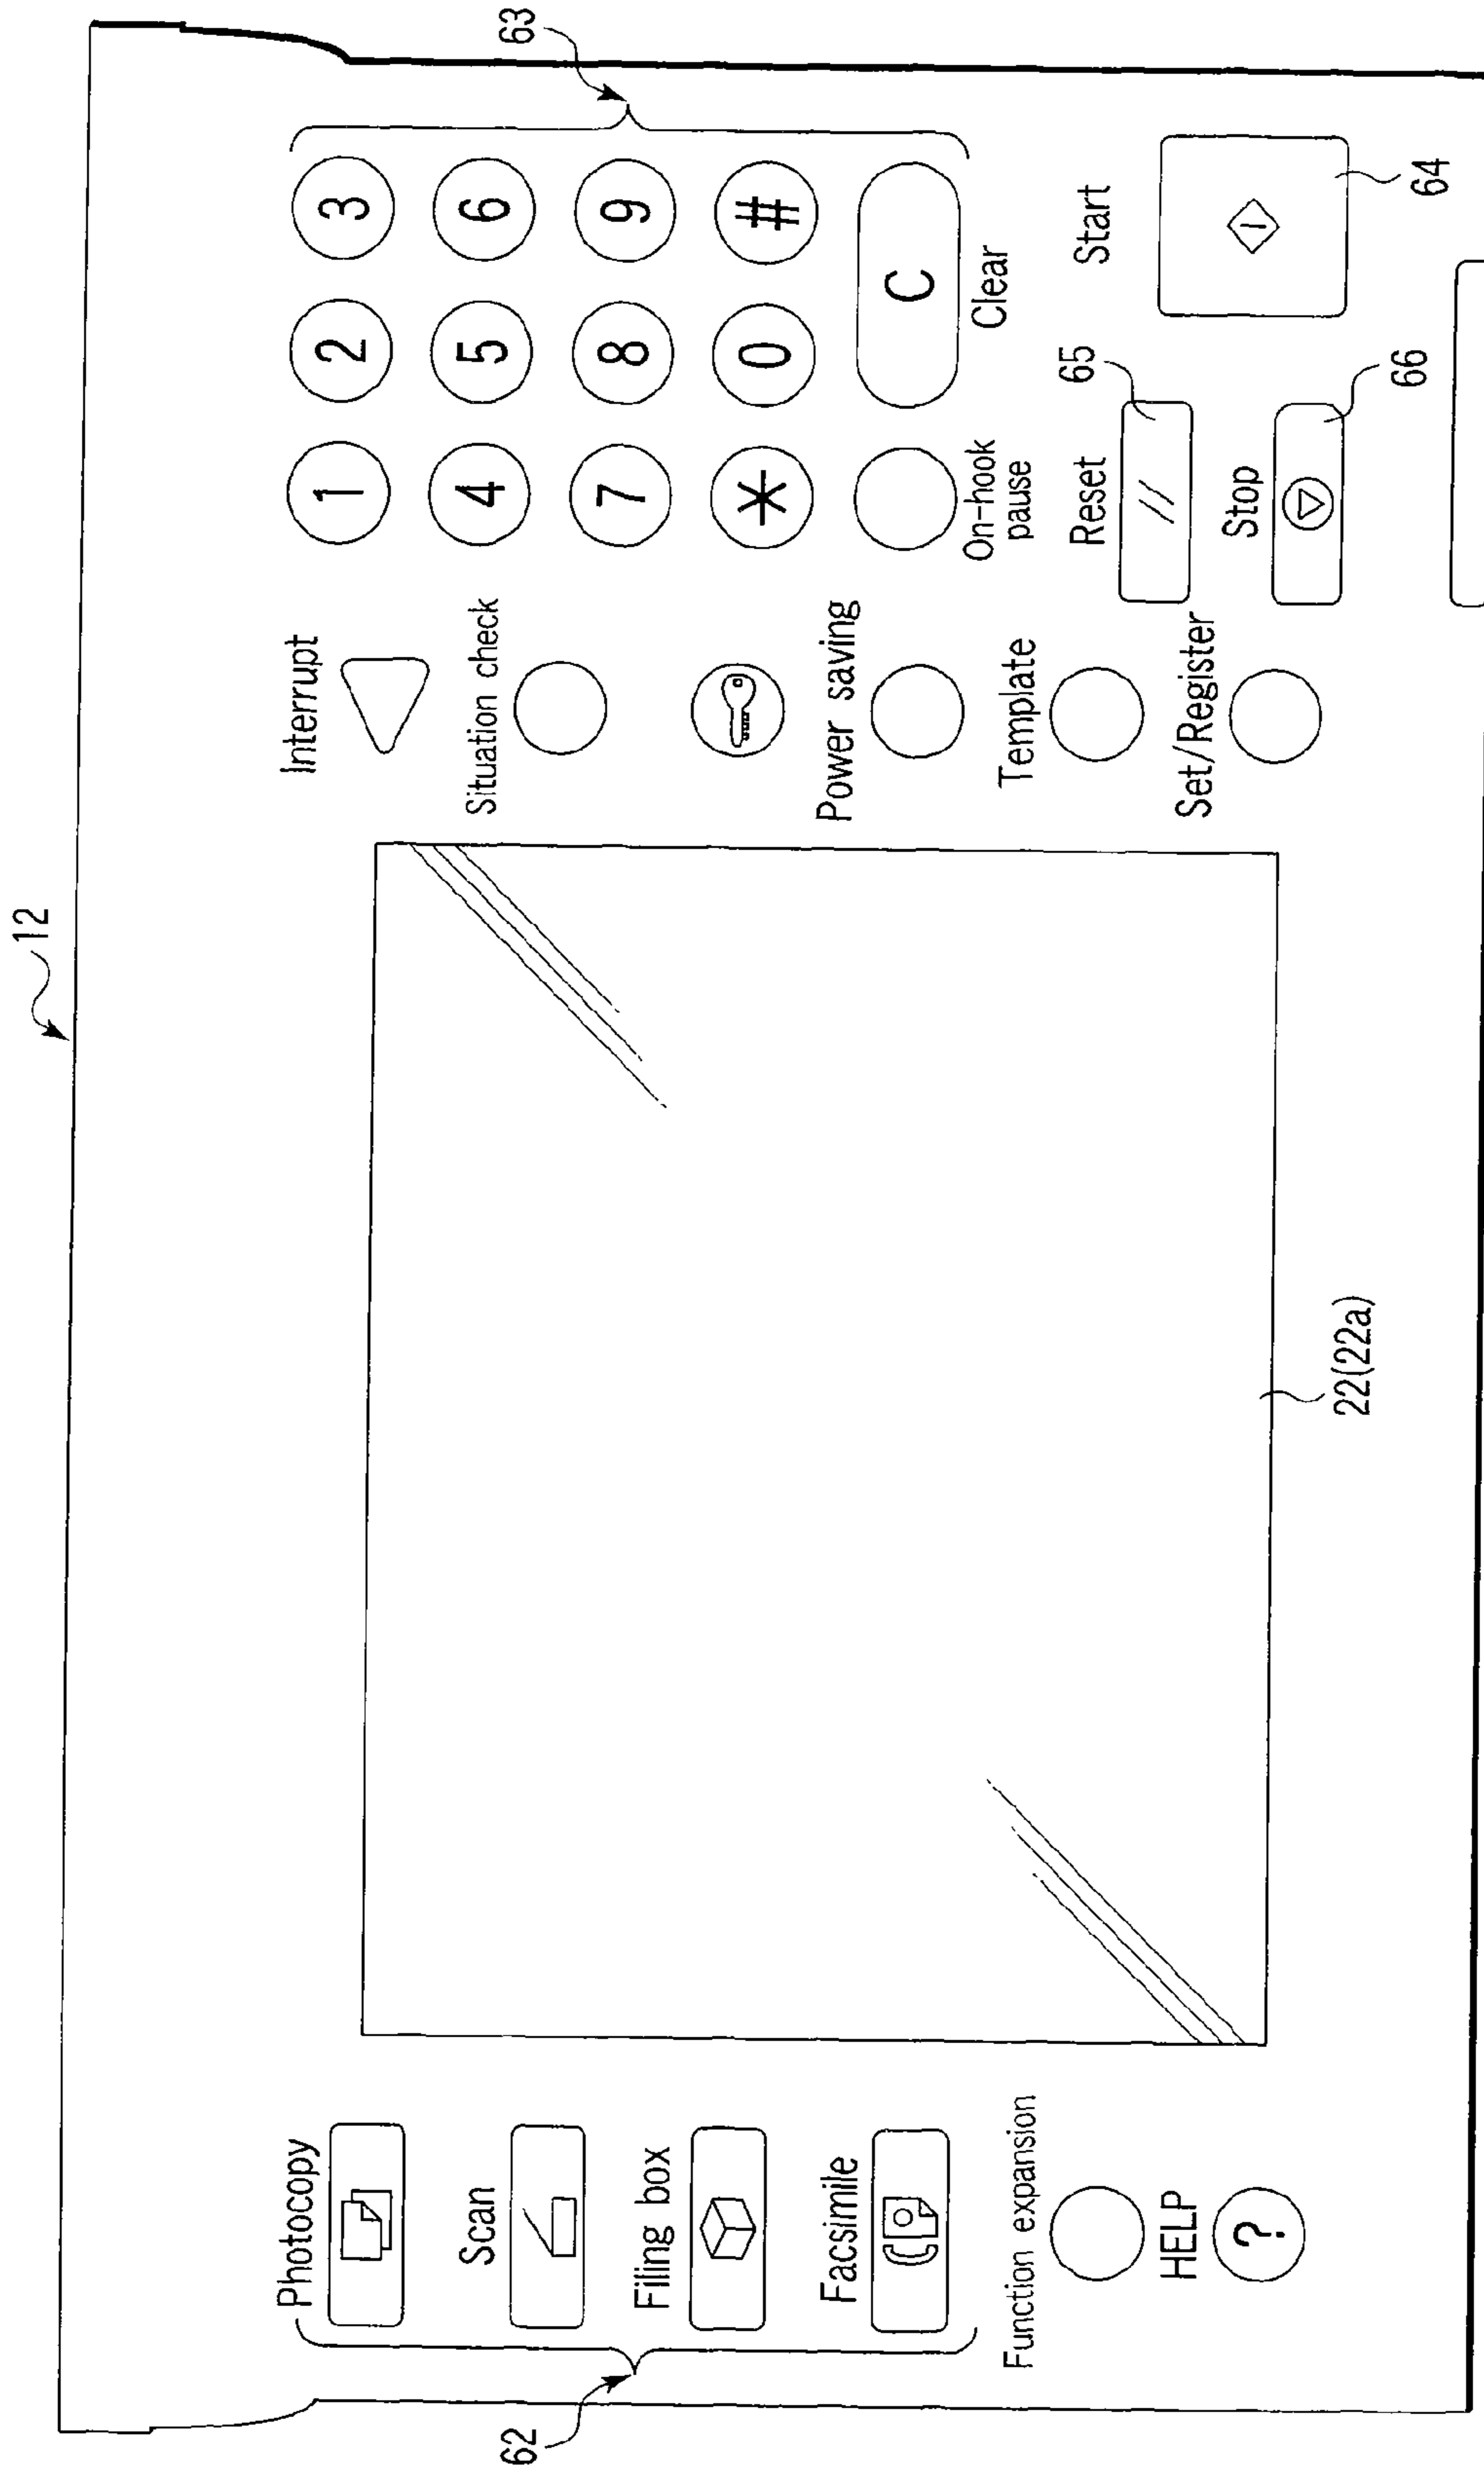 12
Photocopy
Scan
Filing box
Facsimile
62
Function expansion
HELP
?
22(22a)
Interrupt
Situation check
Power saving
Template
Set/Register
1 2 3
4 5 6
7 8 9
* 0 #
C
On-hook
pause
Clear
63
Reset
65
//
Stop
66
Start
64